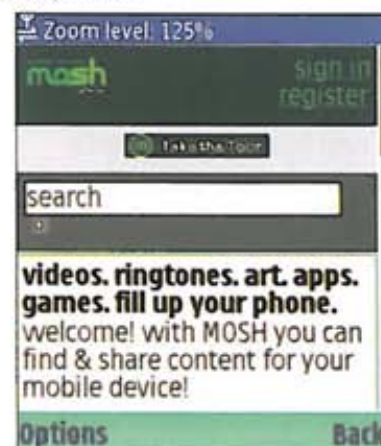 Zoom level: 125%
mosh
sign in
register
Take the Tour
search
videos. ringtones. art. apps.
games. fill up your phone.
welcome! with MOSH you can
find & share content for your
mobile device!
Options Back